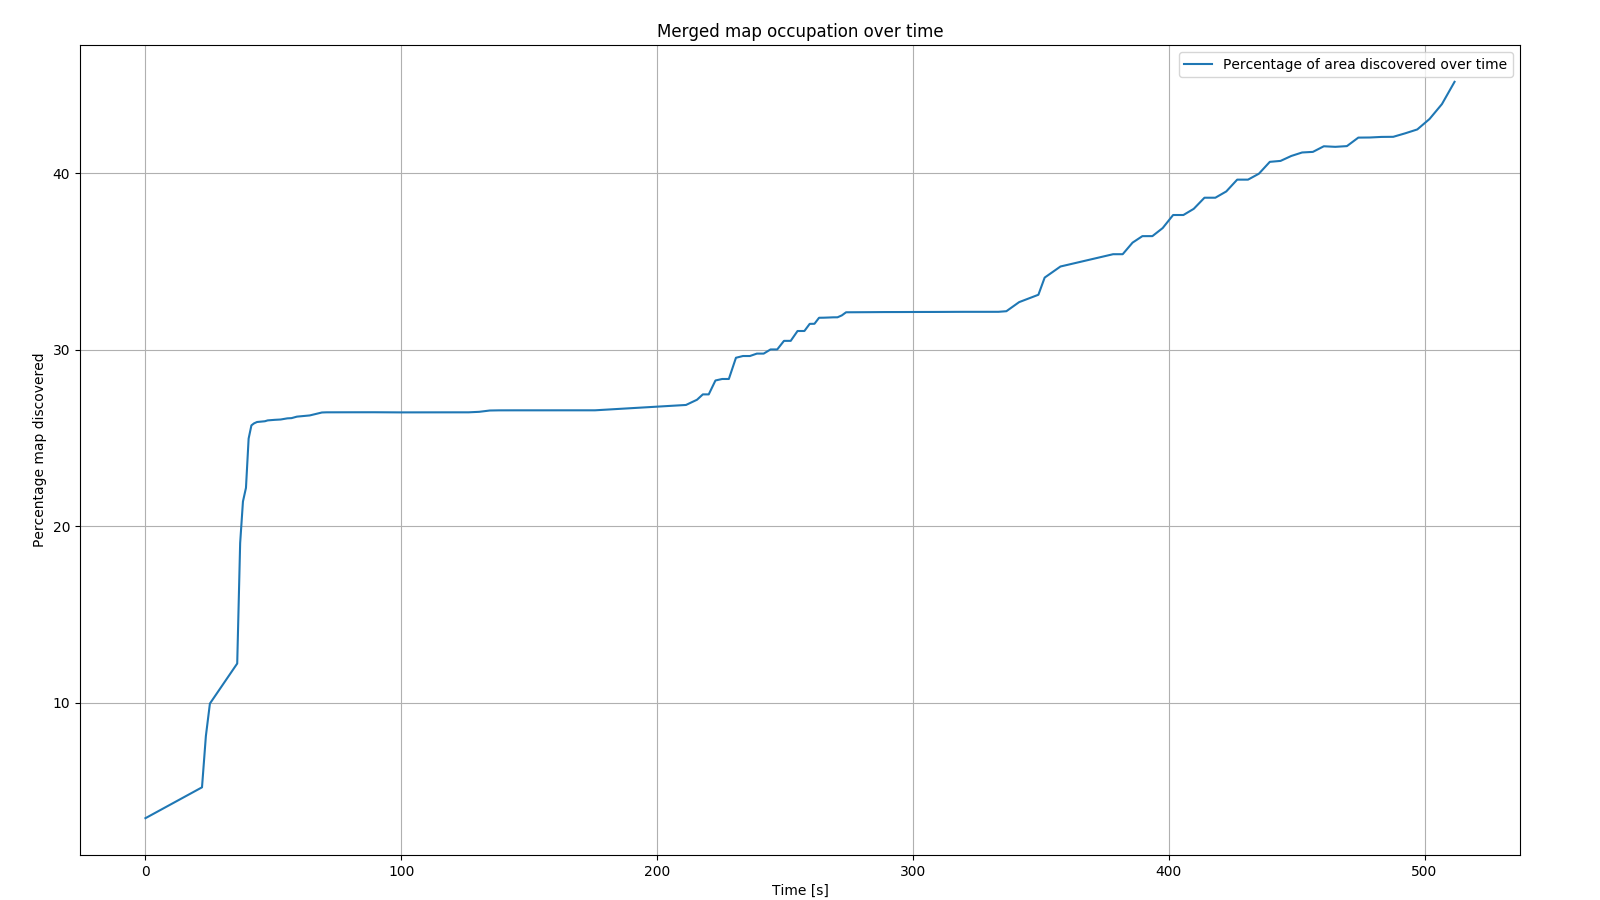 Merged map occupation over time
Percentage of area discovered over time
Percentage map discovered
40
30
20
10
0
100
200
300
400
500
Time [s]